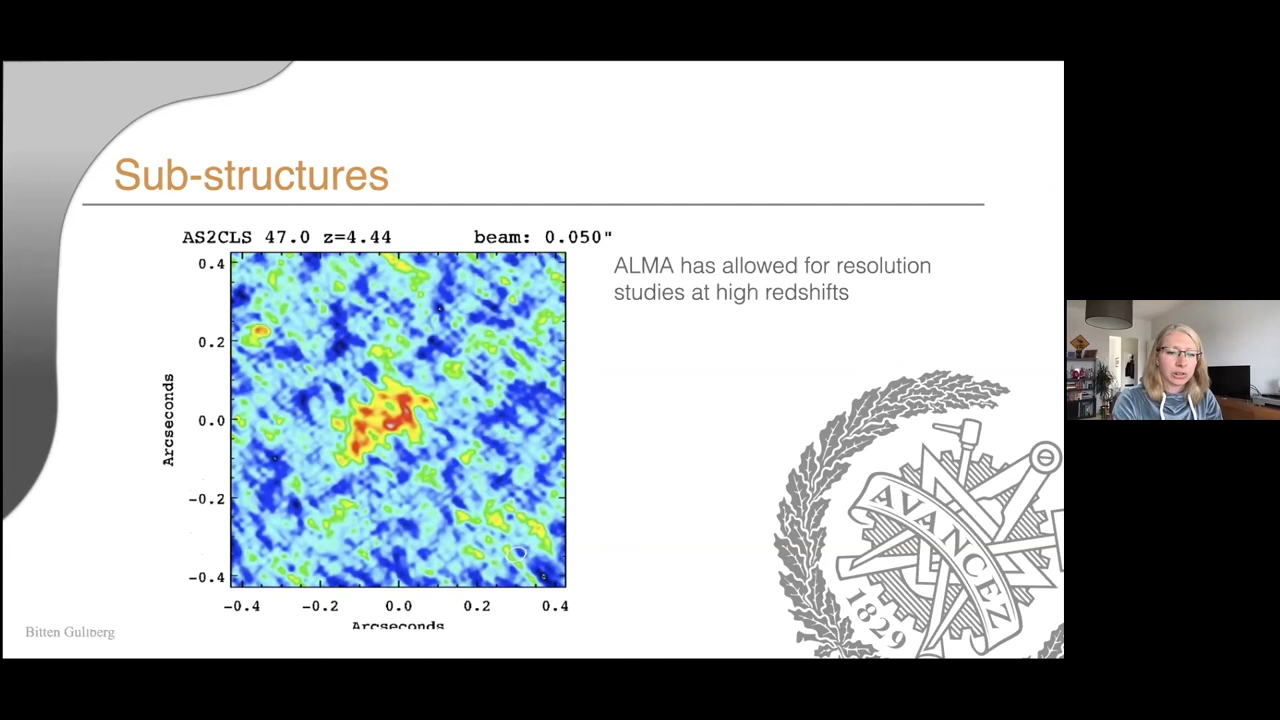 Sub-structures
AS2CLS 47.0 z=4.44 beam: 0.050"
ALMA has allowed for resolution
studies at high redshifts
0.4
0.2
0.0
-0.2
-0.4
Arcseconds
-0.4 -0.2 0.0 0.2 0.4
Arcseconds
AVANCEZ
1829
Bitten Gullberg